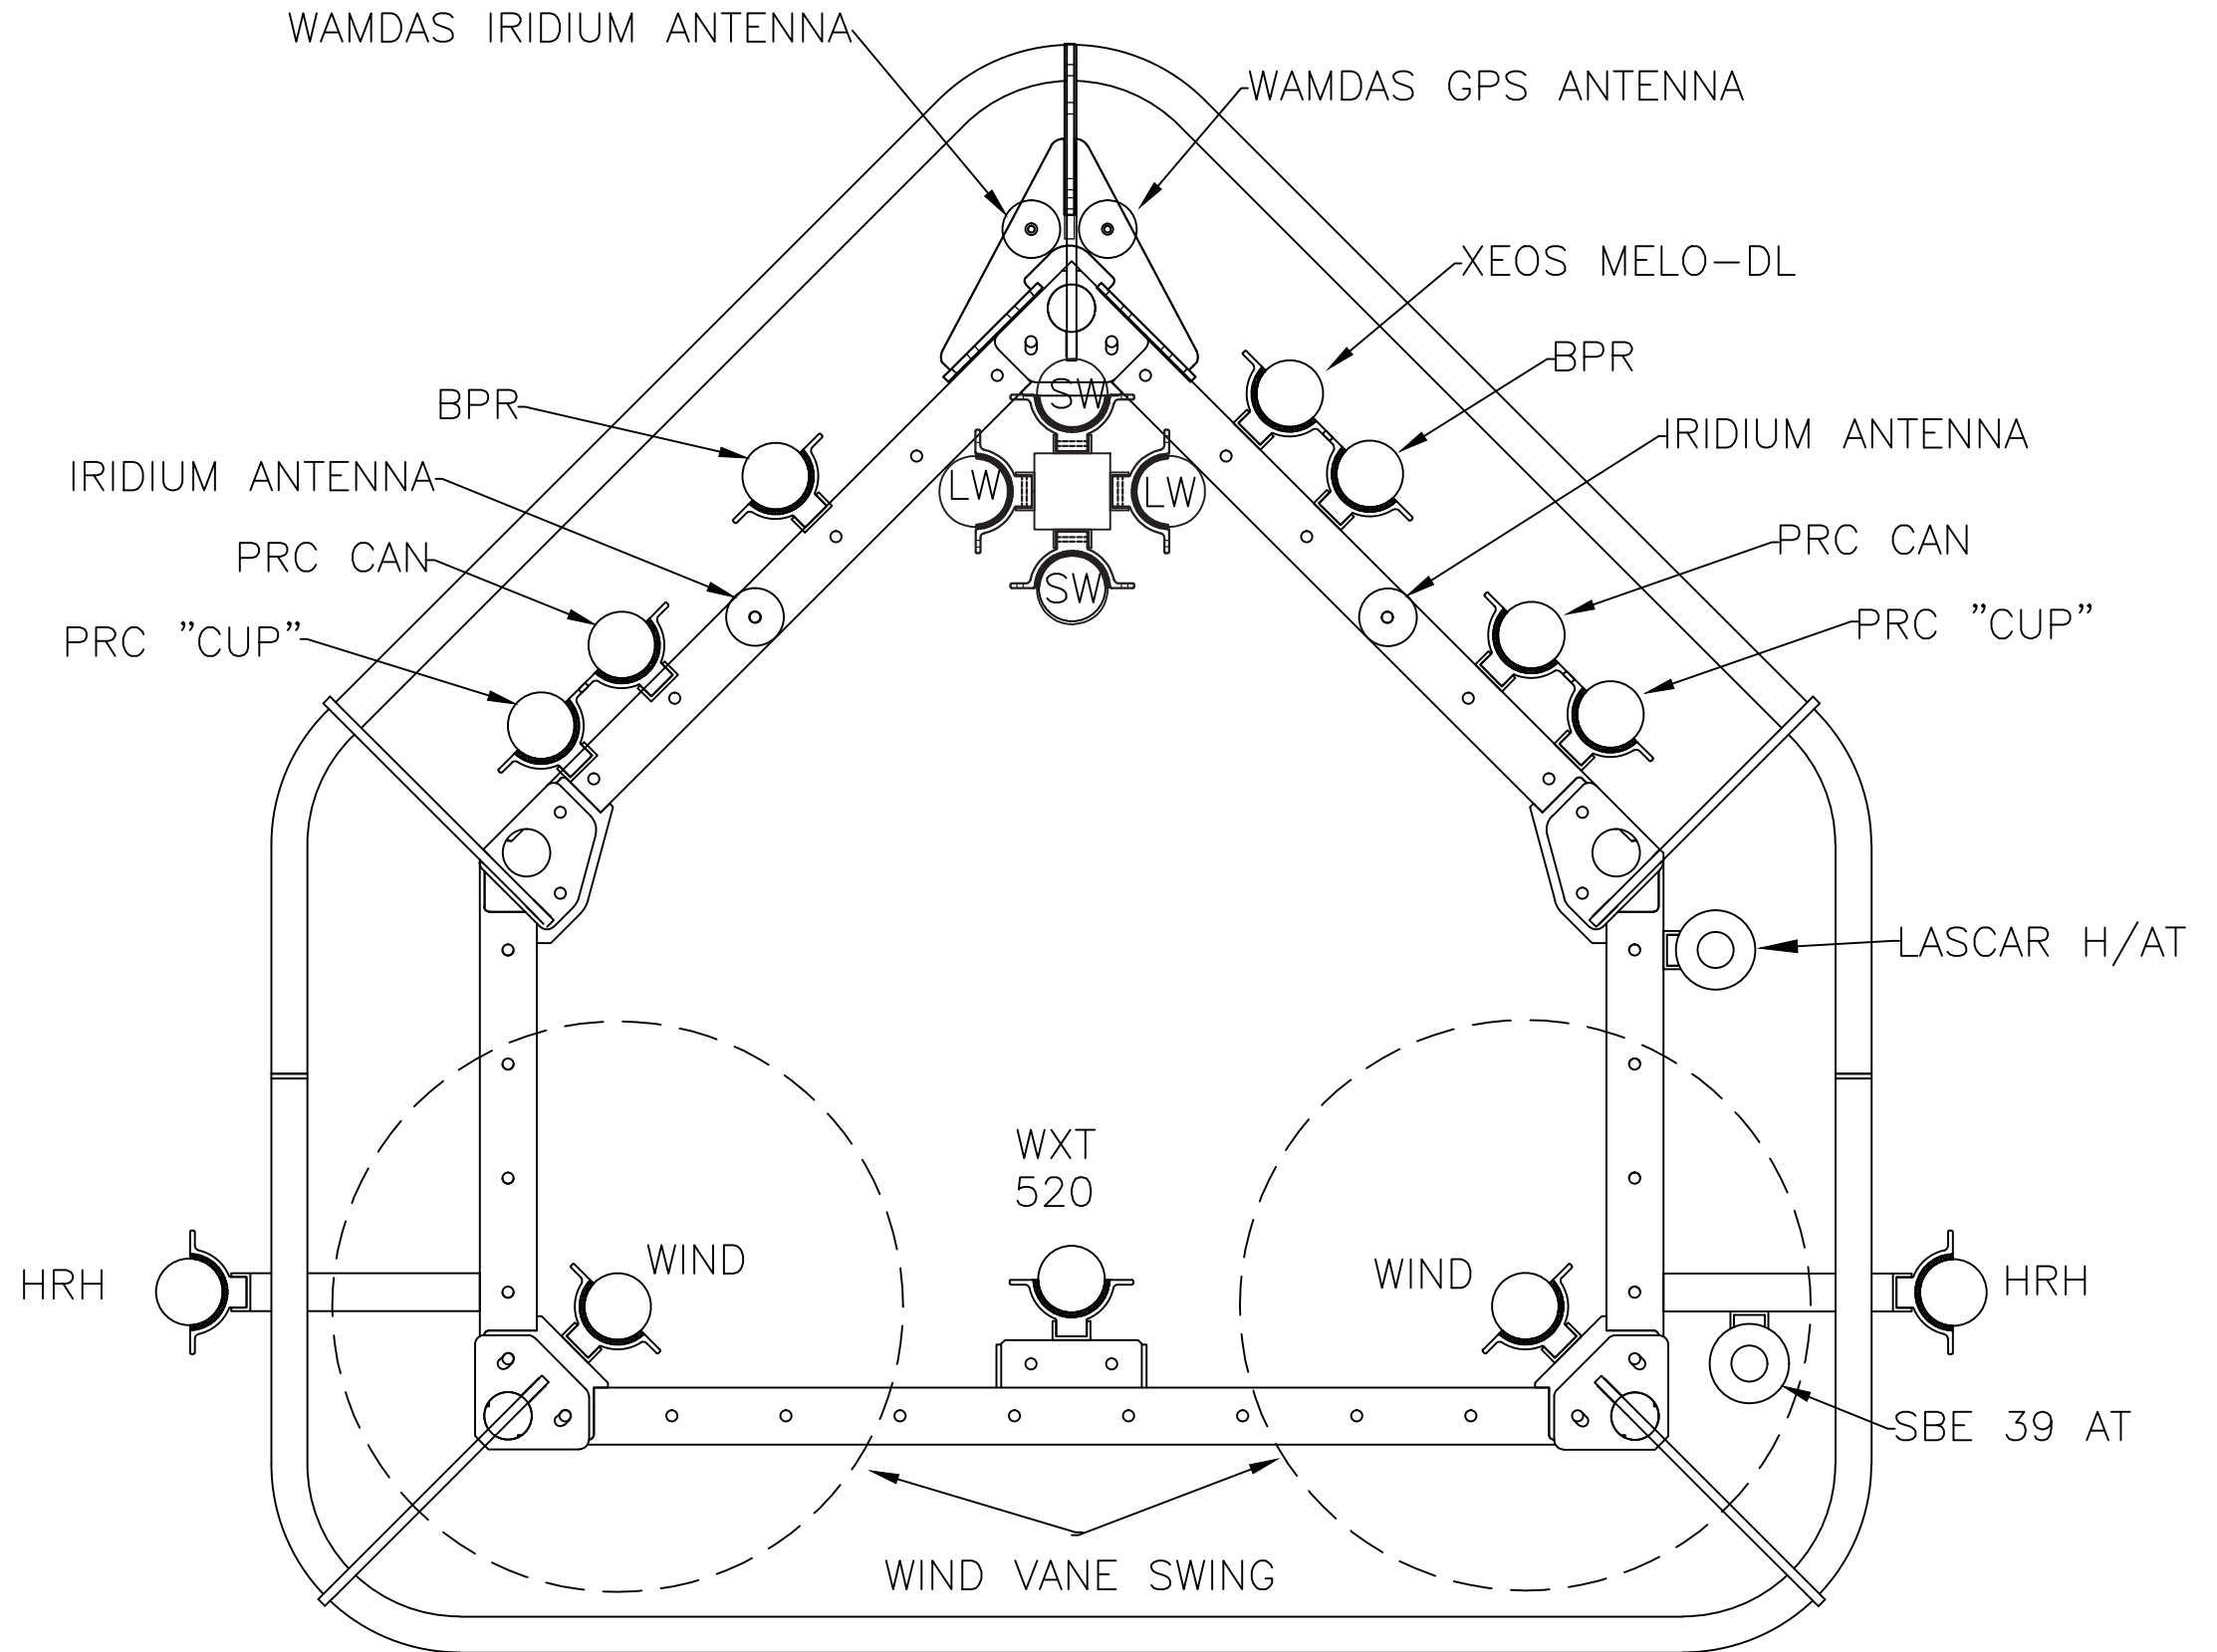 WAMDAS IRIDIUM ANTENNA
WAMDAS GPS ANTENNA
XEOS MELO-DL
BPR
BPR
SW
IRIDIUM ANTENNA
IRIDIUM ANTENNA
LW
LW
PRC CAN
PRC CAN
SW
PRC "CUP"
PRC "CUP"
LASCAR H/AT
WXT
520
WIND
WIND
HRH
HRH
SBE 39 AT
WIND VANE SWING